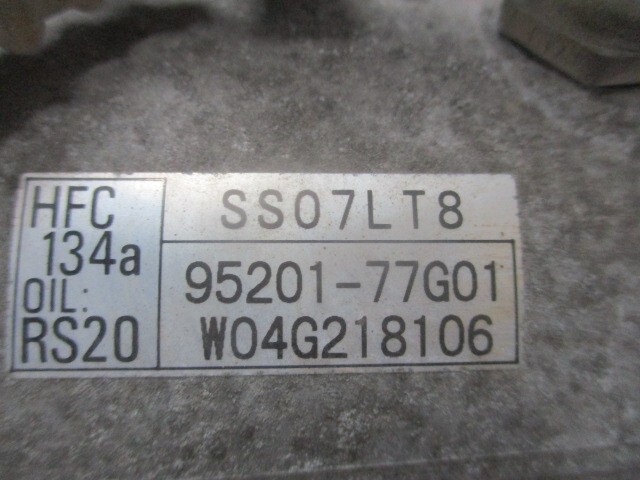 HFC
134a
OIL:
RS20
SS07LT8
95201-77G01
W04G218106